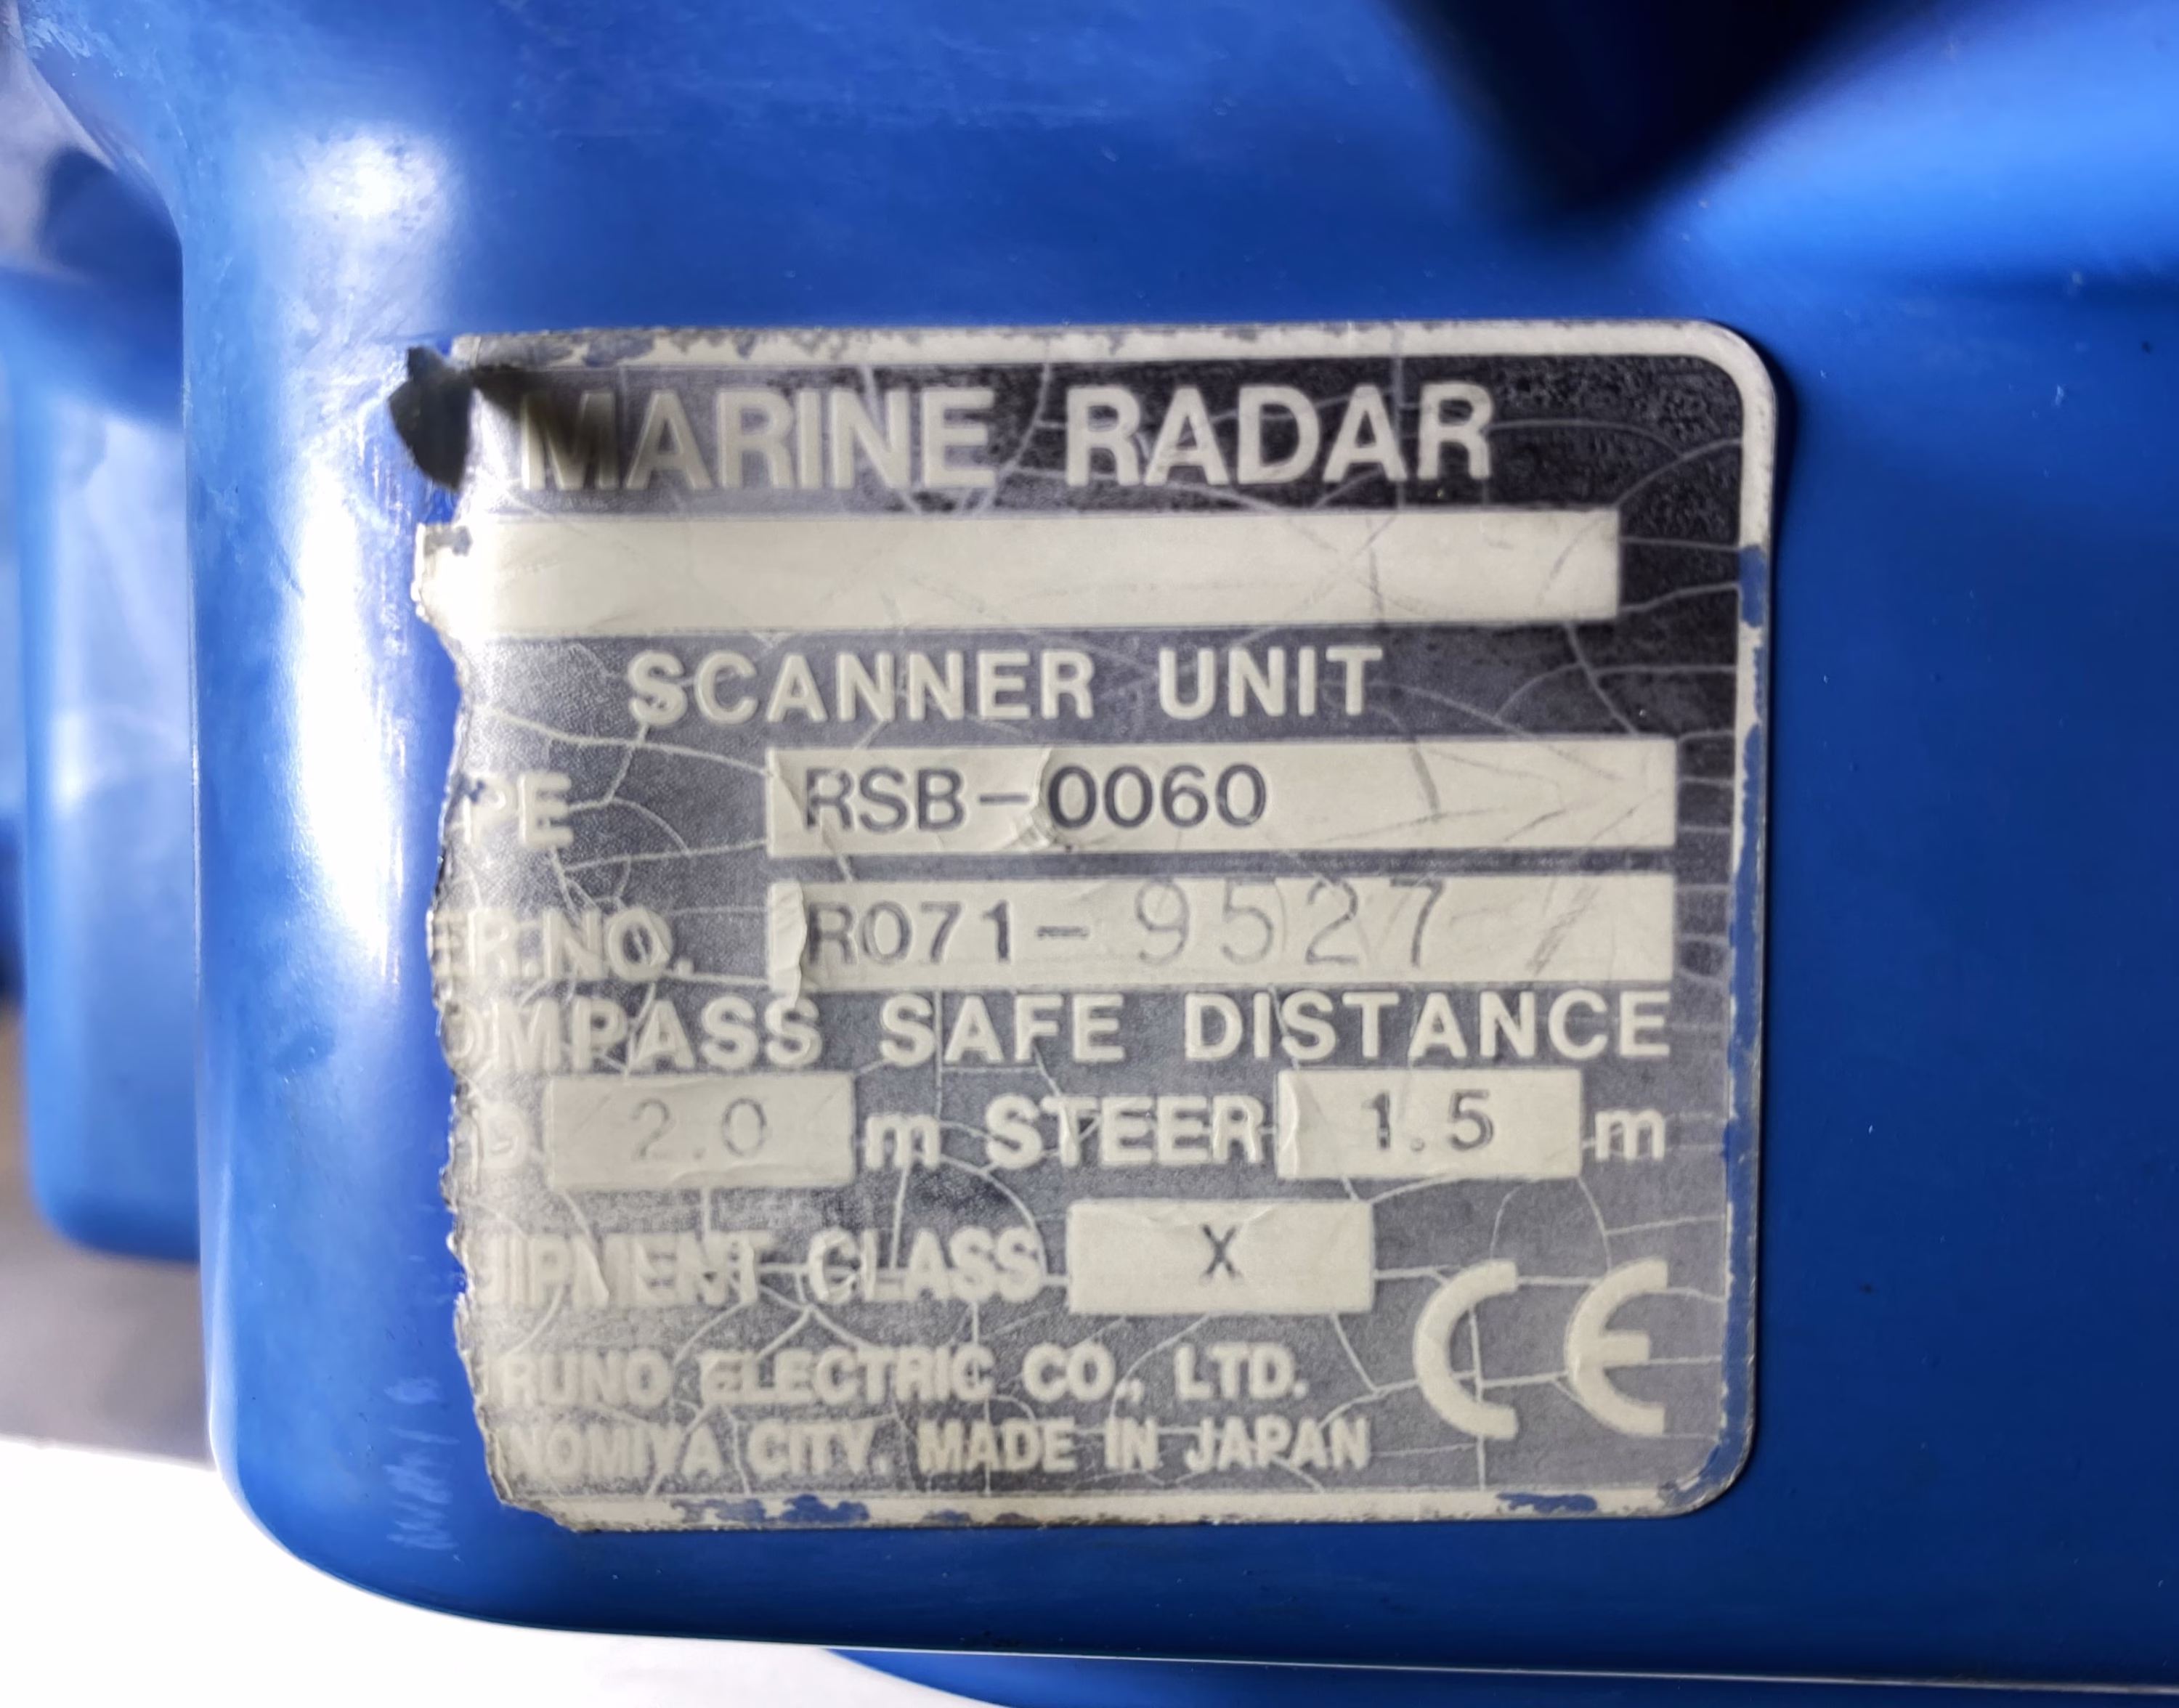 MARINE RADAR
SCANNER UNIT
PE RSB-0060
R.NO. R071-9527
OMPASS SAFE DISTANCE
D. 2.0 m STEER 1.5 m
UIPMENT CLASS X
CE
RUNO ELECTRIC CO., LTD.
NOMIYA CITY. MADE IN JAPAN